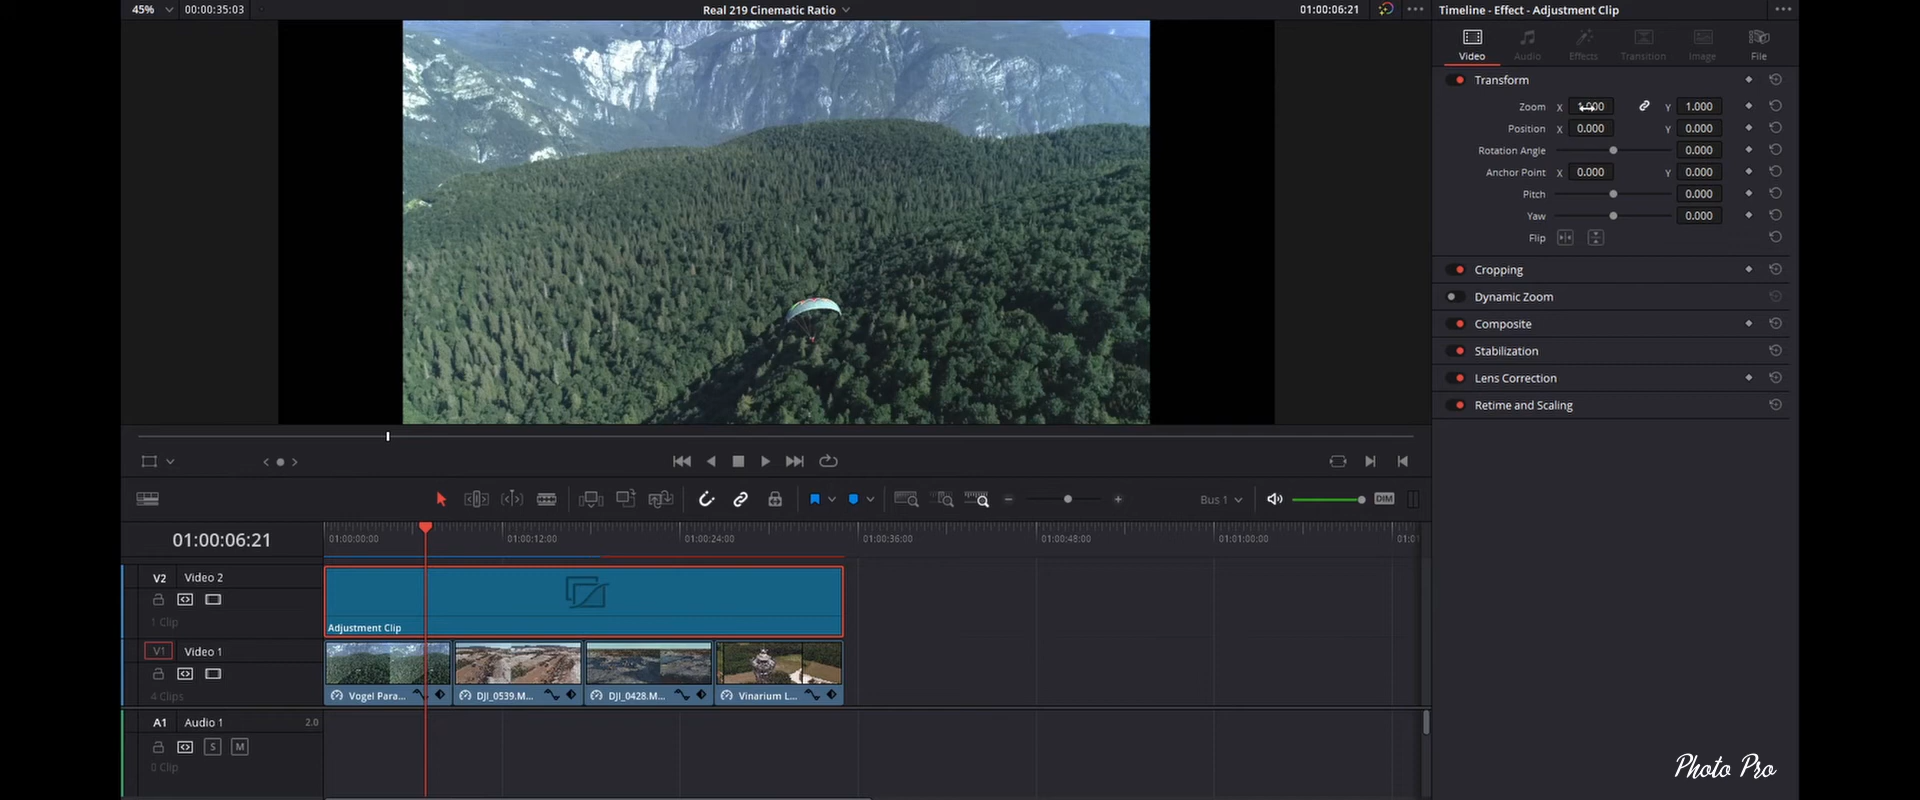 45% 00:00:35:03 Real 219 Cinematic Ratio 01:00:06:21 Timeline - Effect - Adjustment Clip
Video Audio Effects Transition Image File
Transform
Zoom X 1.000 Y 1.000
Position X 0.000 Y 0.000
Rotation Angle 0.000
Anchor Point X 0.000 Y 0.000
Pitch 0.000
Yaw 0.000
Flip
Cropping
Dynamic Zoom
Composite
Stabilization
Lens Correction
Retime and Scaling
Bus 1 DIM
01:00:06:21 01:00:00:00 01:00:12:00 01:00:24:00 01:00:36:00 01:00:48:00 01:01:00:00 01:01
V2 Video 2
1 Clip
Adjustment Clip
V1 Video 1
4 Clips
Vogel Para... DJI_0539.M... DJI_0428.M... Vinarium L...
A1 Audio 1 2.0
S M
0 Clip
Photo Pro